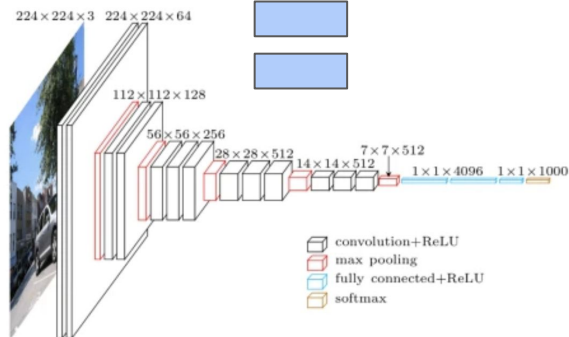 224×224×3
224×224×64
112×112×128
56×56×256
28×28×512
14×14×512
7×7×512
1×1×4096
1×1×1000
convolution+ReLU
max pooling
fully connected+ReLU
softmax